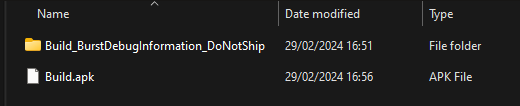 Name Date modified Type
Build_BurstDebugInformation_DoNotShip 29/02/2024 16:51 File folder
Build.apk 29/02/2024 16:56 APK File